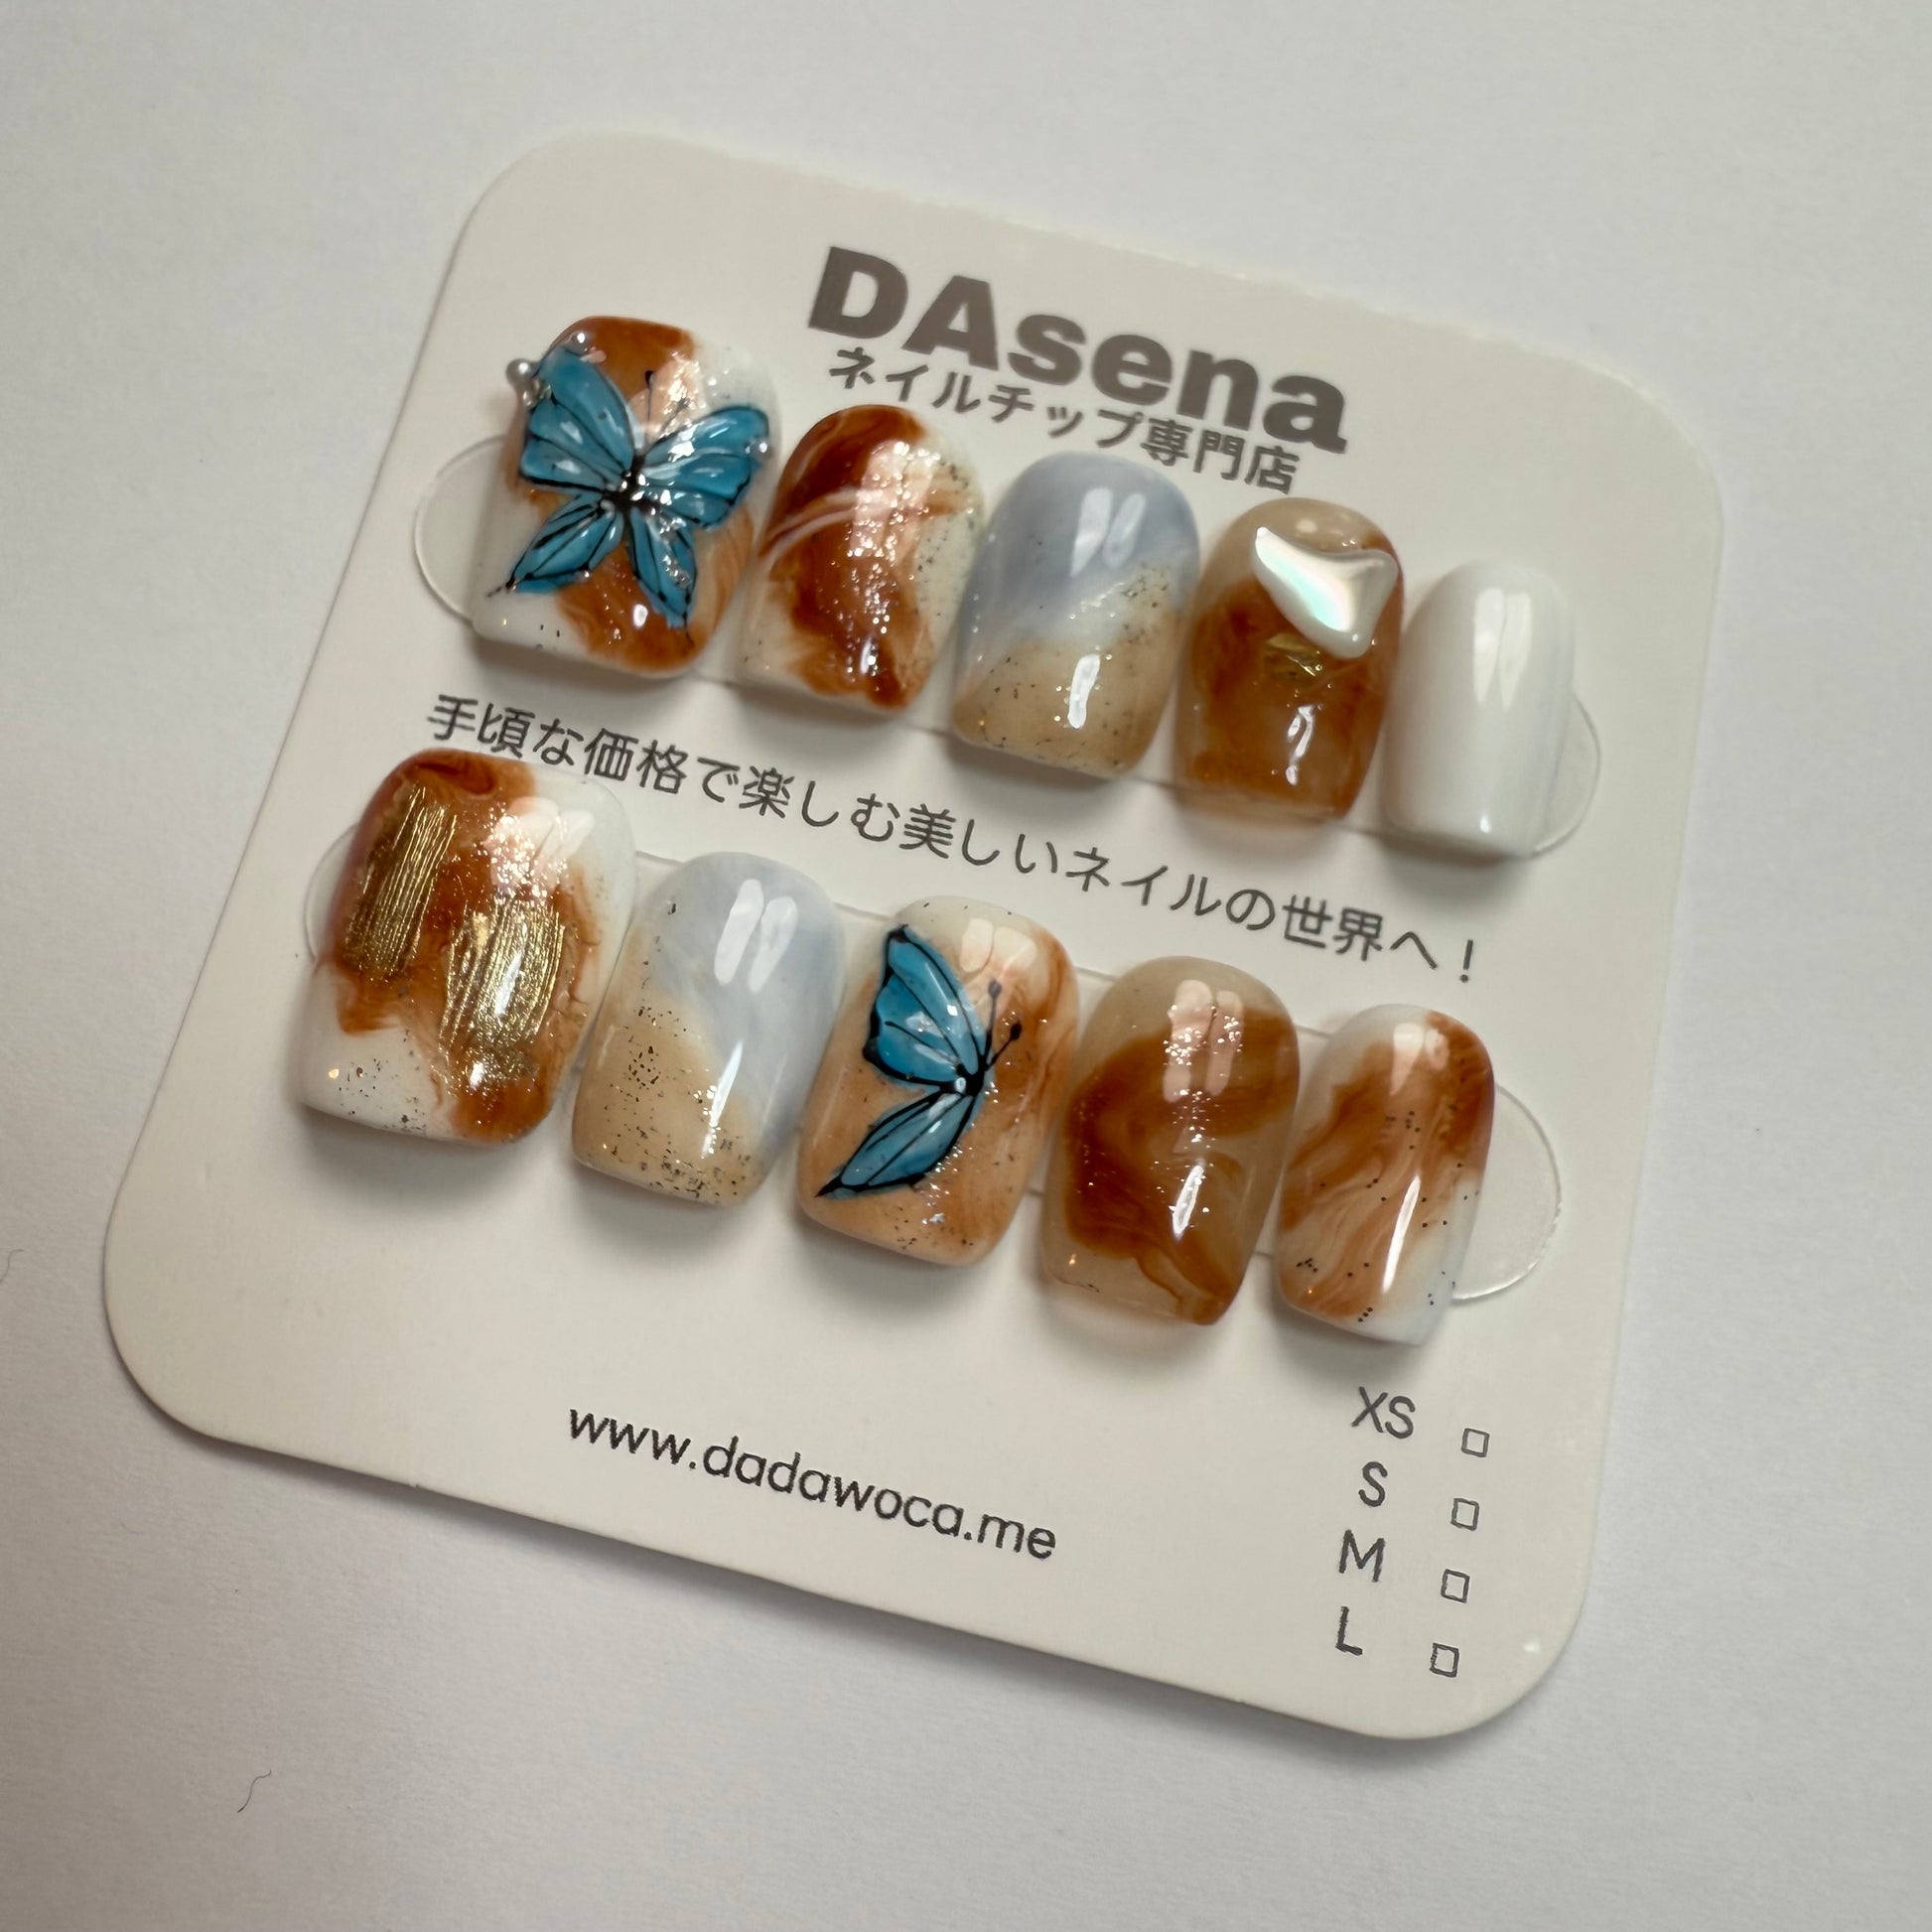 DAsena
ネイルチップ専門店
手頃な価格で楽しむ美しいネイルの世界へ！
www.dadawoca.me
XS □
S □
M □
L □